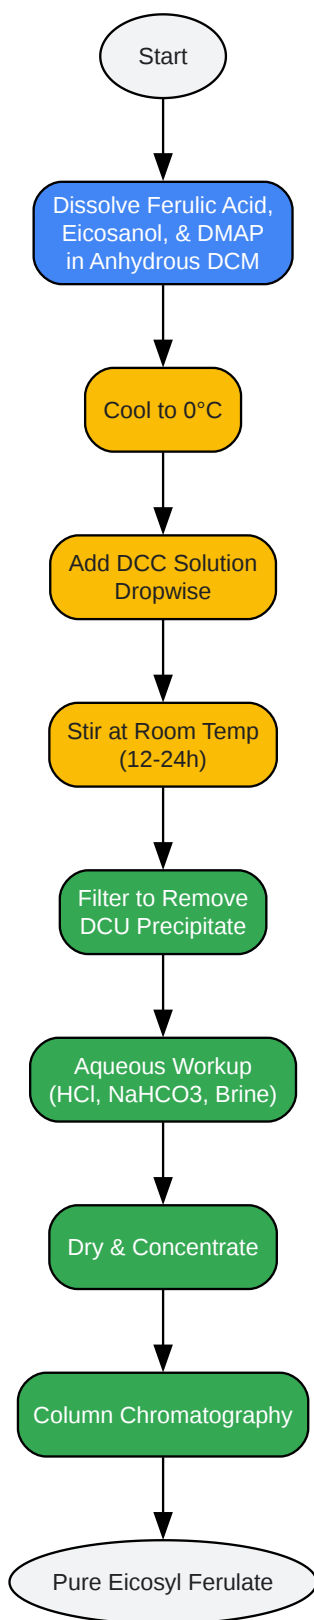 Start
Dissolve Ferulic Acid,
Eicosanol, & DMAP
in Anhydrous DCM
Cool to 0°C
Add DCC Solution
Dropwise
Stir at Room Temp
(12-24h)
Filter to Remove
DCU Precipitate
Aqueous Workup
(HCl, NaHCO3, Brine)
Dry & Concentrate
Column Chromatography
Pure Eicosyl Ferulate